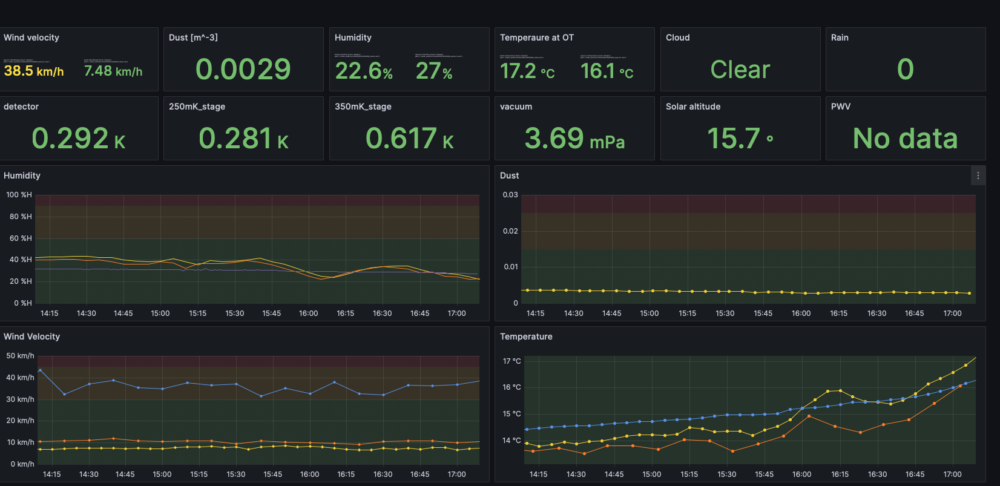 Wind velocity
38.5 km/h
7.48 km/h
Dust [m^-3]
0.0029
Humidity
22.6%
27%
Temperaure at OT
17.2 °C
16.1 °C
Cloud
Clear
Rain
0
detector
0.292 K
250mK_stage
0.281 K
350mK_stage
0.617 K
vacuum
3.69 mPa
Solar altitude
15.7 °
PWV
No data
Humidity
100 %H
80 %H
60 %H
40 %H
20 %H
0 %H
14:15 14:30 14:45 15:00 15:15 15:30 15:45 16:00 16:15 16:30 16:45 17:00
Dust
0.03
0.02
0.01
0
14:15 14:30 14:45 15:00 15:15 15:30 15:45 16:00 16:15 16:30 16:45 17:00
Wind Velocity
50 km/h
40 km/h
30 km/h
20 km/h
10 km/h
0 km/h
14:15 14:30 14:45 15:00 15:15 15:30 15:45 16:00 16:15 16:30 16:45 17:00
Temperature
17 °C
16 °C
15 °C
14 °C
14:15 14:30 14:45 15:00 15:15 15:30 15:45 16:00 16:15 16:30 16:45 17:00